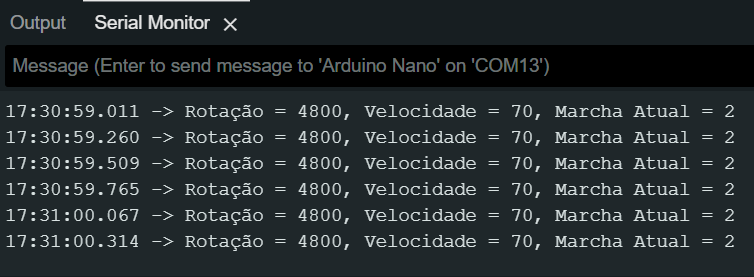 Output Serial Monitor ×
Message (Enter to send message to 'Arduino Nano' on 'COM13')
17:30:59.011 -> Rotação = 4800, Velocidade = 70, Marcha Atual = 2
17:30:59.260 -> Rotação = 4800, Velocidade = 70, Marcha Atual = 2
17:30:59.509 -> Rotação = 4800, Velocidade = 70, Marcha Atual = 2
17:30:59.765 -> Rotação = 4800, Velocidade = 70, Marcha Atual = 2
17:31:00.067 -> Rotação = 4800, Velocidade = 70, Marcha Atual = 2
17:31:00.314 -> Rotação = 4800, Velocidade = 70, Marcha Atual = 2